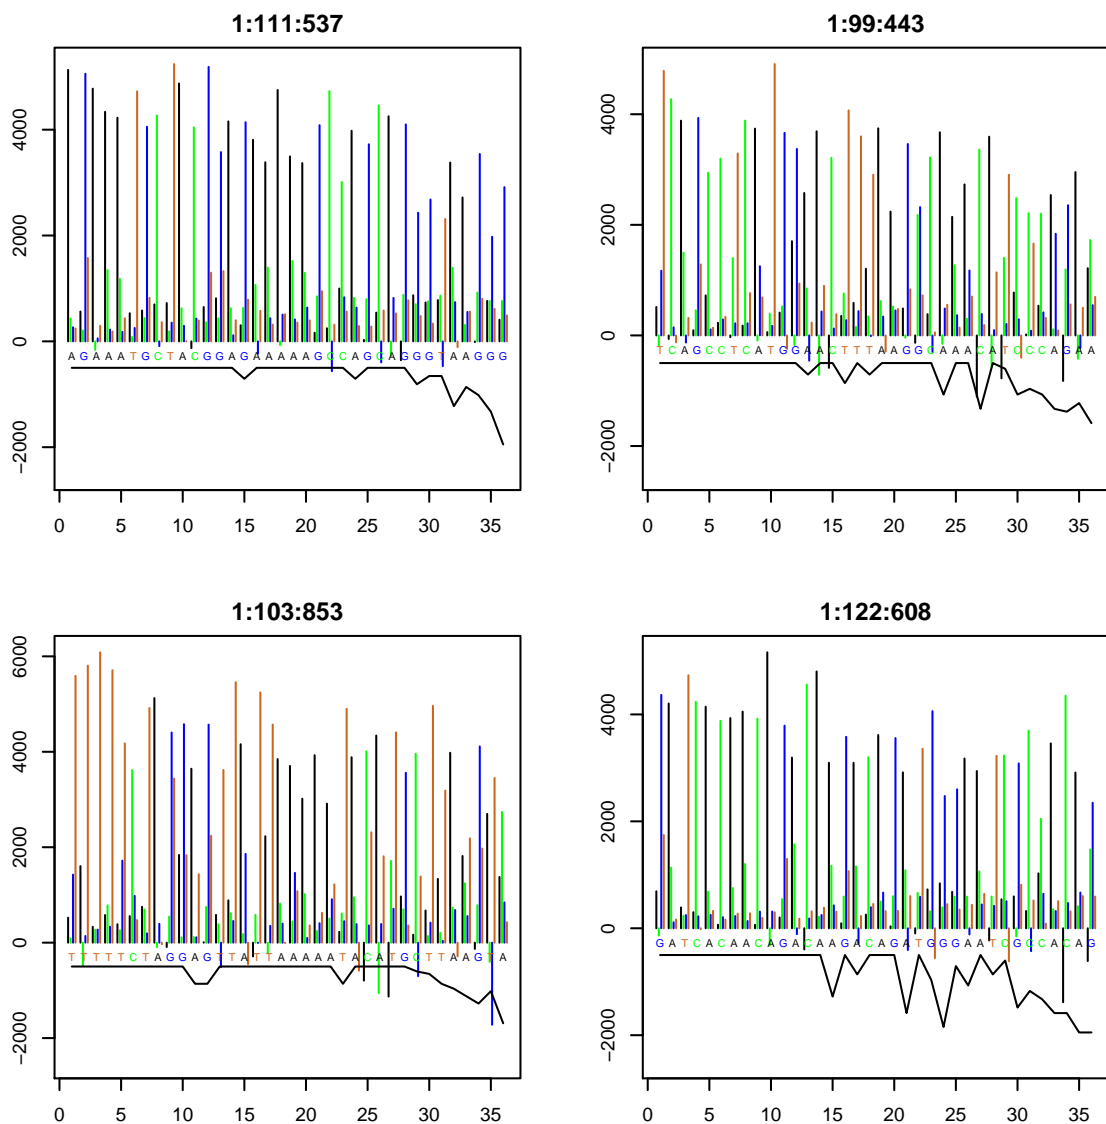 1:111:537
4000
2000
0
−2000
AGAAATGCTACGGAGAAAAAGCCAGCAGGGTAAGGG
0 5 10 15 20 25 30 35
1:99:443
4000
2000
0
−2000
TCAGCCTCATGGAACTTTAAGGCAAACATCCCAGAA
0 5 10 15 20 25 30 35
1:103:853
6000
4000
2000
0
−2000
TTTTTCTAGGAGTTATTAAAAATACATGCTTAAGTA
0 5 10 15 20 25 30 35
1:122:608
4000
2000
0
−2000
GATCACAACAGACAAGACAGATGGGAATCGCCACAG
0 5 10 15 20 25 30 35